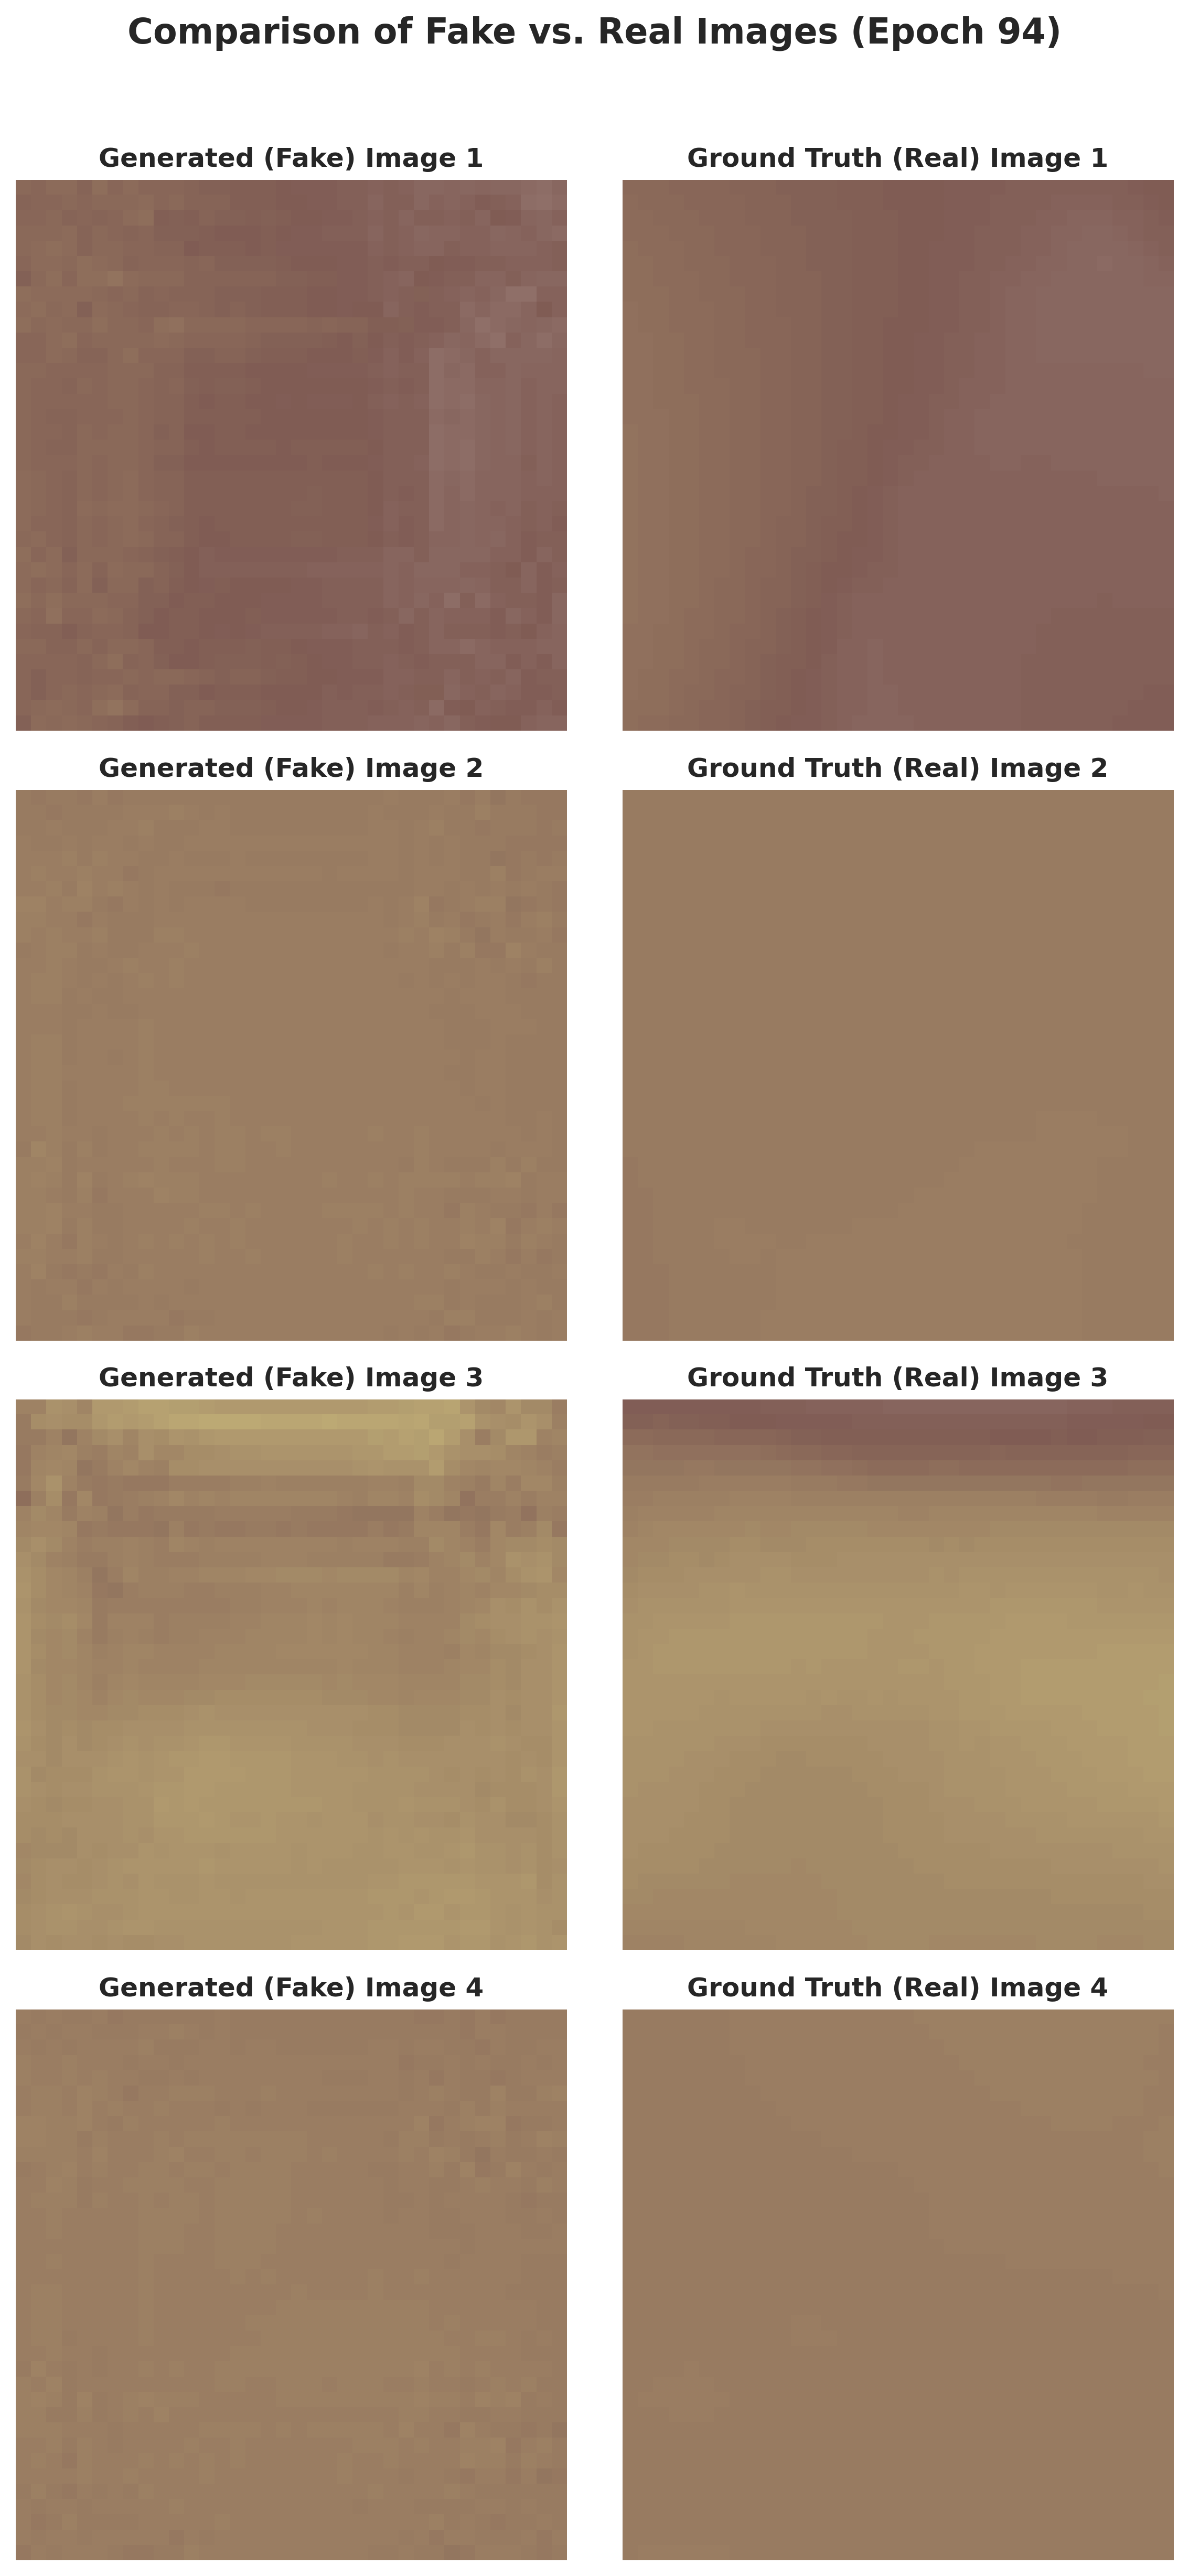 Comparison of Fake vs. Real Images (Epoch 94)
Generated (Fake) Image 1
Ground Truth (Real) Image 1
Generated (Fake) Image 2
Ground Truth (Real) Image 2
Generated (Fake) Image 3
Ground Truth (Real) Image 3
Generated (Fake) Image 4
Ground Truth (Real) Image 4